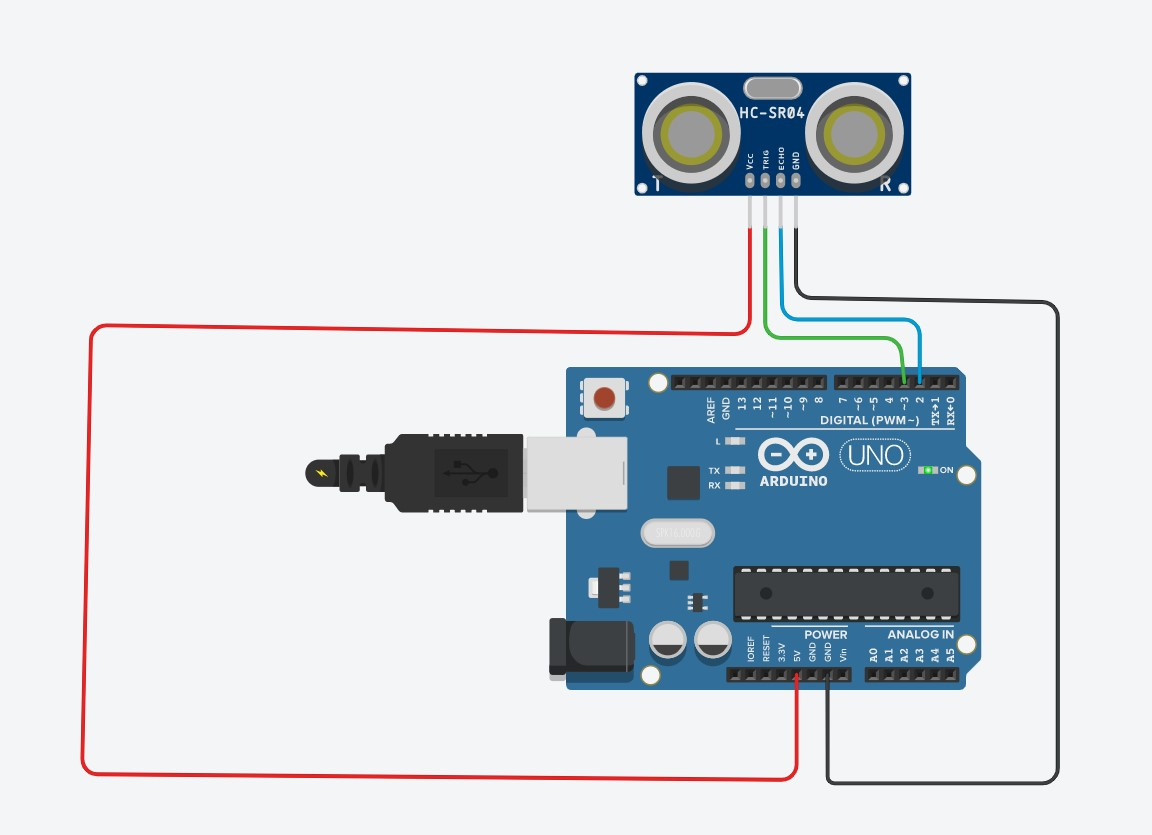 HC-SR04
VCC
TRIG
ECHO
GND
T
R
AREF
GND
13
12
~11
~10
~9
8
7
~6
~5
4
~3
2
TX→1
RX←0
DIGITAL (PWM~)
L
TX
RX
UNO
ON
ARDUINO
POWER
ANALOG IN
IOREF
RESET
3.3V
5V
GND
GND
Vin
A0
A1
A2
A3
A4
A5